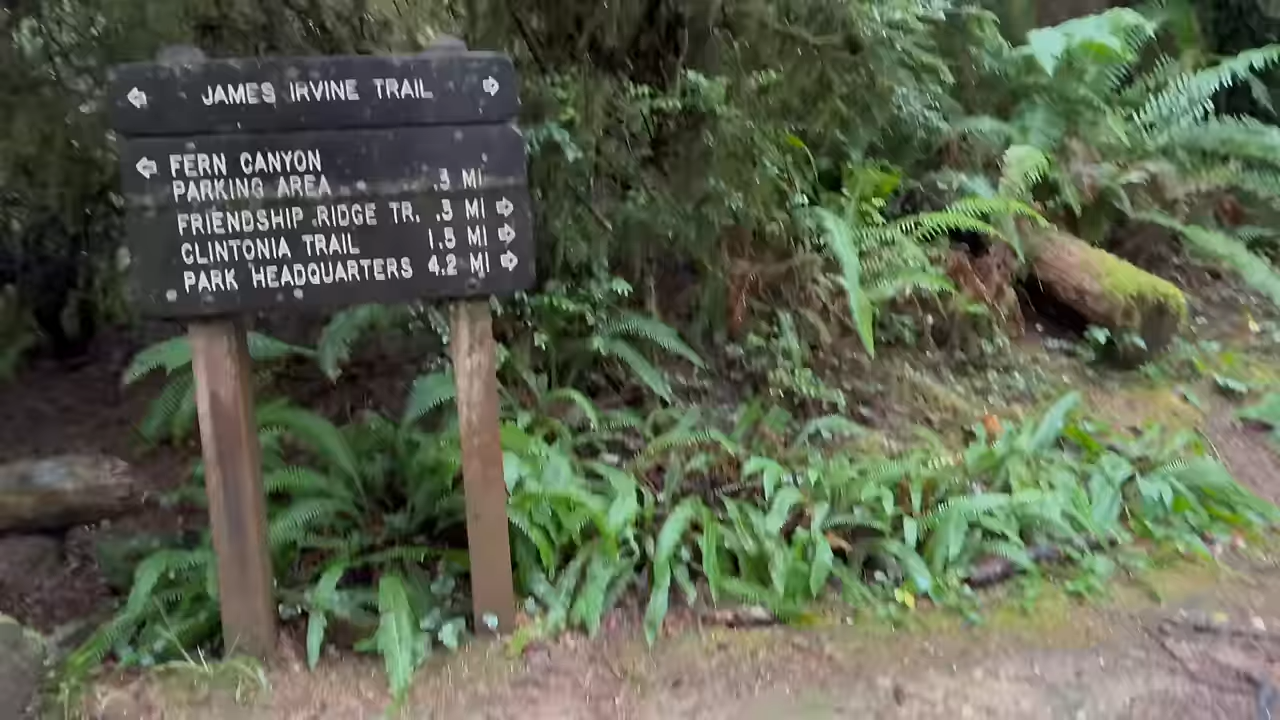 JAMES IRVINE TRAIL
FERN CANYON
PARKING AREA .3 MI
FRIENDSHIP RIDGE TR. .3 MI
CLINTONIA TRAIL 1.5 MI
PARK HEADQUARTERS 4.2 MI